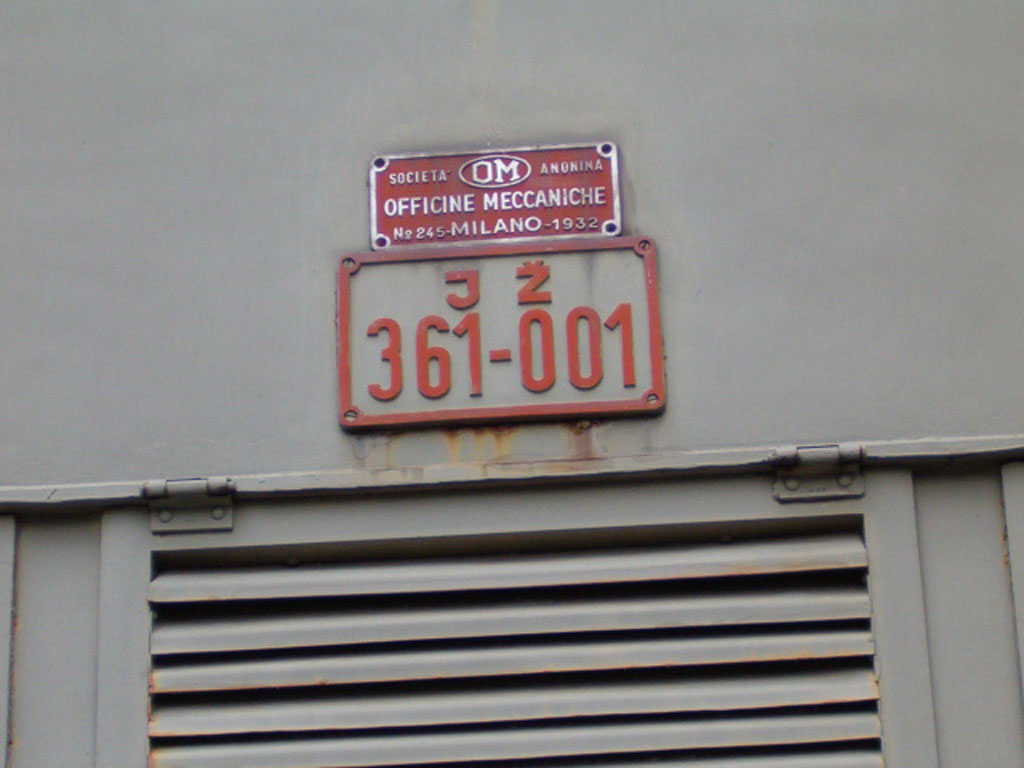 SOCIETA' OM ANONIMA
OFFICINE MECCANICHE
Nº 245-MILANO-1932
J Ž
361-001